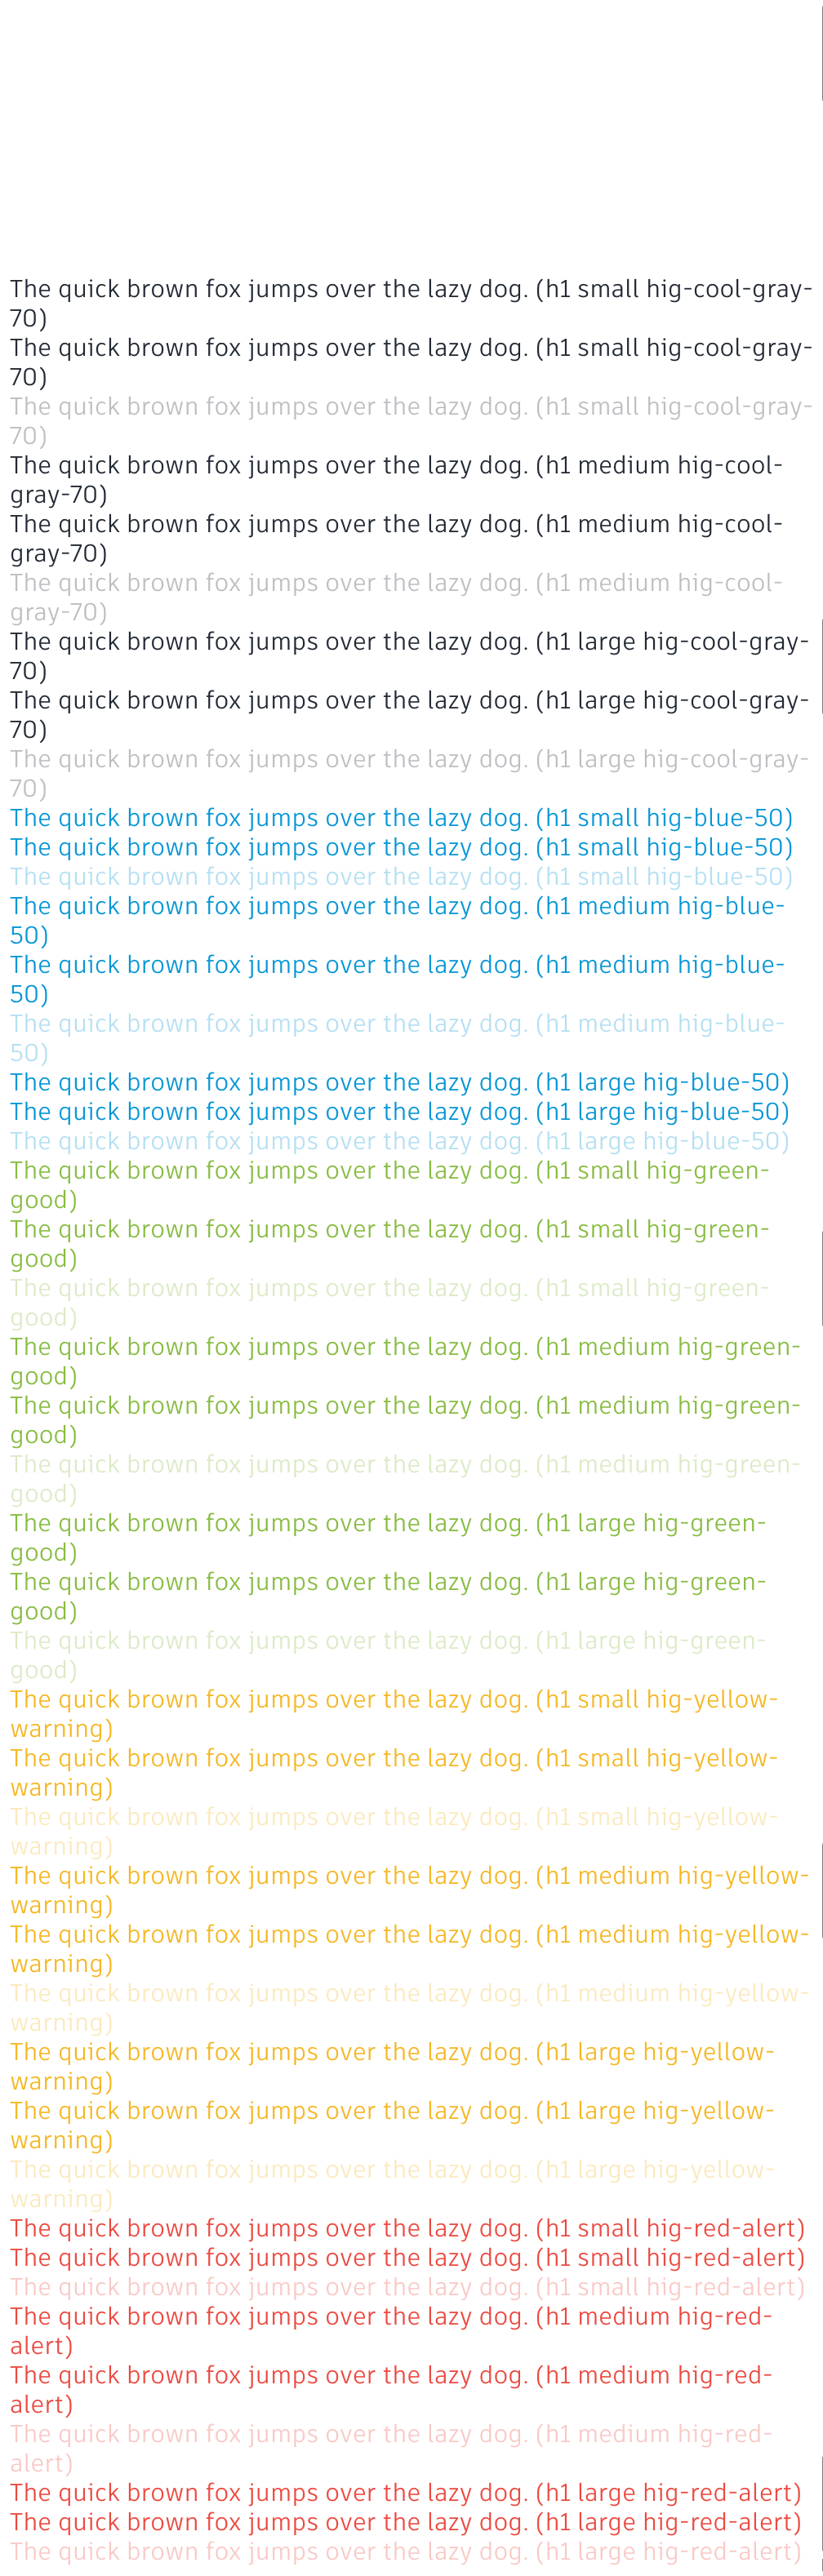 The quick brown fox jumps over the lazy dog. (h1 small hig-cool-gray-
70)
The quick brown fox jumps over the lazy dog. (h1 small hig-cool-gray-
70)
The quick brown fox jumps over the lazy dog. (h1 small hig-cool-gray-
70)
The quick brown fox jumps over the lazy dog. (h1 medium hig-cool-
gray-70)
The quick brown fox jumps over the lazy dog. (h1 medium hig-cool-
gray-70)
The quick brown fox jumps over the lazy dog. (h1 medium hig-cool-
gray-70)
The quick brown fox jumps over the lazy dog. (h1 large hig-cool-gray-
70)
The quick brown fox jumps over the lazy dog. (h1 large hig-cool-gray-
70)
The quick brown fox jumps over the lazy dog. (h1 large hig-cool-gray-
70)
The quick brown fox jumps over the lazy dog. (h1 small hig-blue-50)
The quick brown fox jumps over the lazy dog. (h1 small hig-blue-50)
The quick brown fox jumps over the lazy dog. (h1 small hig-blue-50)
The quick brown fox jumps over the lazy dog. (h1 medium hig-blue-
50)
The quick brown fox jumps over the lazy dog. (h1 medium hig-blue-
50)
The quick brown fox jumps over the lazy dog. (h1 medium hig-blue-
50)
The quick brown fox jumps over the lazy dog. (h1 large hig-blue-50)
The quick brown fox jumps over the lazy dog. (h1 large hig-blue-50)
The quick brown fox jumps over the lazy dog. (h1 large hig-blue-50)
The quick brown fox jumps over the lazy dog. (h1 small hig-green-
good)
The quick brown fox jumps over the lazy dog. (h1 small hig-green-
good)
The quick brown fox jumps over the lazy dog. (h1 small hig-green-
good)
The quick brown fox jumps over the lazy dog. (h1 medium hig-green-
good)
The quick brown fox jumps over the lazy dog. (h1 medium hig-green-
good)
The quick brown fox jumps over the lazy dog. (h1 medium hig-green-
good)
The quick brown fox jumps over the lazy dog. (h1 large hig-green-
good)
The quick brown fox jumps over the lazy dog. (h1 large hig-green-
good)
The quick brown fox jumps over the lazy dog. (h1 large hig-green-
good)
The quick brown fox jumps over the lazy dog. (h1 small hig-yellow-
warning)
The quick brown fox jumps over the lazy dog. (h1 small hig-yellow-
warning)
The quick brown fox jumps over the lazy dog. (h1 small hig-yellow-
warning)
The quick brown fox jumps over the lazy dog. (h1 medium hig-yellow-
warning)
The quick brown fox jumps over the lazy dog. (h1 medium hig-yellow-
warning)
The quick brown fox jumps over the lazy dog. (h1 medium hig-yellow-
warning)
The quick brown fox jumps over the lazy dog. (h1 large hig-yellow-
warning)
The quick brown fox jumps over the lazy dog. (h1 large hig-yellow-
warning)
The quick brown fox jumps over the lazy dog. (h1 large hig-yellow-
warning)
The quick brown fox jumps over the lazy dog. (h1 small hig-red-alert)
The quick brown fox jumps over the lazy dog. (h1 small hig-red-alert)
The quick brown fox jumps over the lazy dog. (h1 small hig-red-alert)
The quick brown fox jumps over the lazy dog. (h1 medium hig-red-
alert)
The quick brown fox jumps over the lazy dog. (h1 medium hig-red-
alert)
The quick brown fox jumps over the lazy dog. (h1 medium hig-red-
alert)
The quick brown fox jumps over the lazy dog. (h1 large hig-red-alert)
The quick brown fox jumps over the lazy dog. (h1 large hig-red-alert)
The quick brown fox jumps over the lazy dog. (h1 large hig-red-alert)